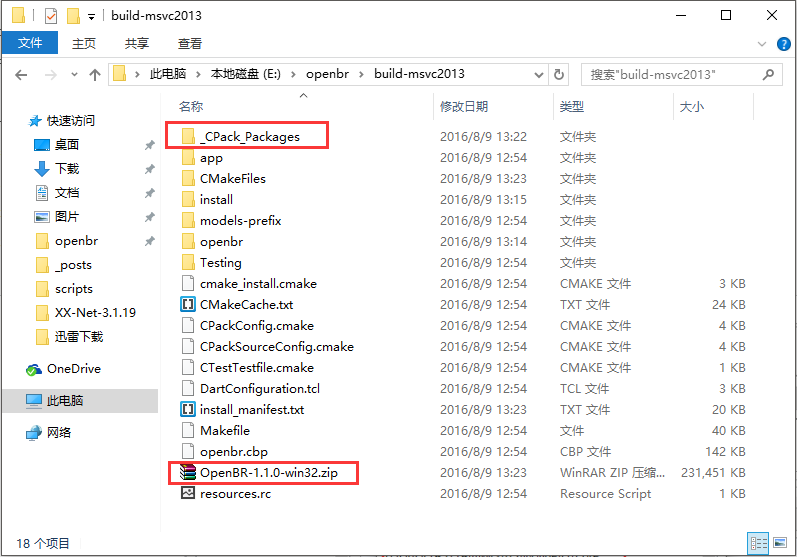 build-msvc2013
文件 主页 共享 查看
此电脑 本地磁盘 (E:) openbr build-msvc2013 搜索"build-msvc2013"
快速访问
桌面
下载
文档
图片
openbr
_posts
scripts
XX-Net-3.1.19
迅雷下载
OneDrive
此电脑
网络
名称 修改日期 类型 大小
_CPack_Packages 2016/8/9 13:22 文件夹
app 2016/8/9 12:54 文件夹
CMakeFiles 2016/8/9 13:23 文件夹
install 2016/8/9 13:15 文件夹
models-prefix 2016/8/9 12:54 文件夹
openbr 2016/8/9 13:14 文件夹
Testing 2016/8/9 12:54 文件夹
cmake_install.cmake 2016/8/9 12:54 CMAKE 文件 3 KB
CMakeCache.txt 2016/8/9 12:54 TXT 文件 24 KB
CPackConfig.cmake 2016/8/9 12:54 CMAKE 文件 4 KB
CPackSourceConfig.cmake 2016/8/9 12:54 CMAKE 文件 4 KB
CTestTestfile.cmake 2016/8/9 12:54 CMAKE 文件 1 KB
DartConfiguration.tcl 2016/8/9 12:54 TCL 文件 3 KB
install_manifest.txt 2016/8/9 13:23 TXT 文件 20 KB
Makefile 2016/8/9 12:54 文件 40 KB
openbr.cbp 2016/8/9 12:54 CBP 文件 142 KB
OpenBR-1.1.0-win32.zip 2016/8/9 13:23 WinRAR ZIP 压缩... 231,451 KB
resources.rc 2016/8/9 12:54 Resource Script 1 KB
18 个项目